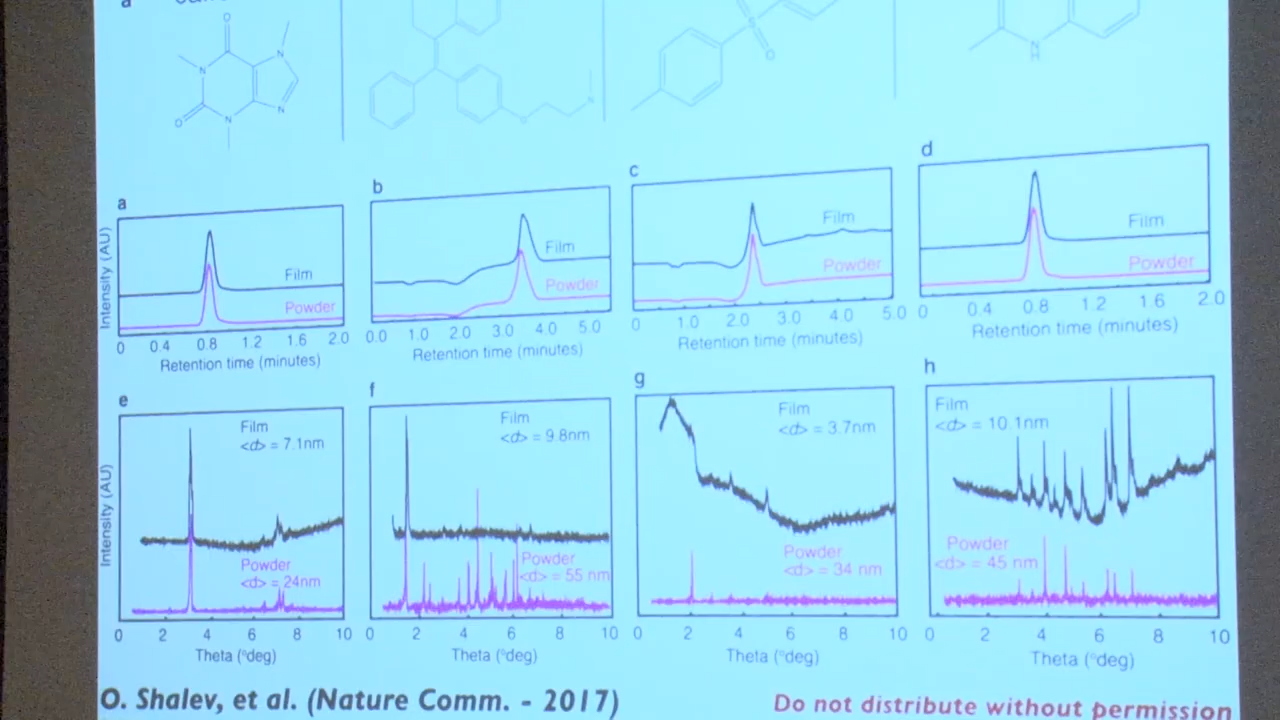 a
O
N
N
O
N
N
O
N
H
a
Intensity (AU)
Film
Powder
0 0.4 0.8 1.2 1.6 2.0
Retention time (minutes)
b
Film
Powder
0.0 1.0 2.0 3.0 4.0 5.0
Retention time (minutes)
c
Film
Powder
0 1.0 2.0 3.0 4.0 5.0
Retention time (minutes)
d
Film
Powder
0 0.4 0.8 1.2 1.6 2.0
Retention time (minutes)
e
Intensity (AU)
Film
<d> = 7.1nm
Powder
<d> = 24nm
0 2 4 6 8 10
Theta (°deg)
f
Film
<d> = 9.8nm
Powder
<d> = 55 nm
0 2 4 6 8 10
Theta (°deg)
g
Film
<d> = 3.7nm
Powder
<d> = 34 nm
0 2 4 6 8 10
Theta (°deg)
h
Film
<d> = 10.1nm
Powder
<d> = 45 nm
0 2 4 6 8 10
Theta (°deg)
O. Shalev, et al. (Nature Comm. - 2017)
Do not distribute without permission